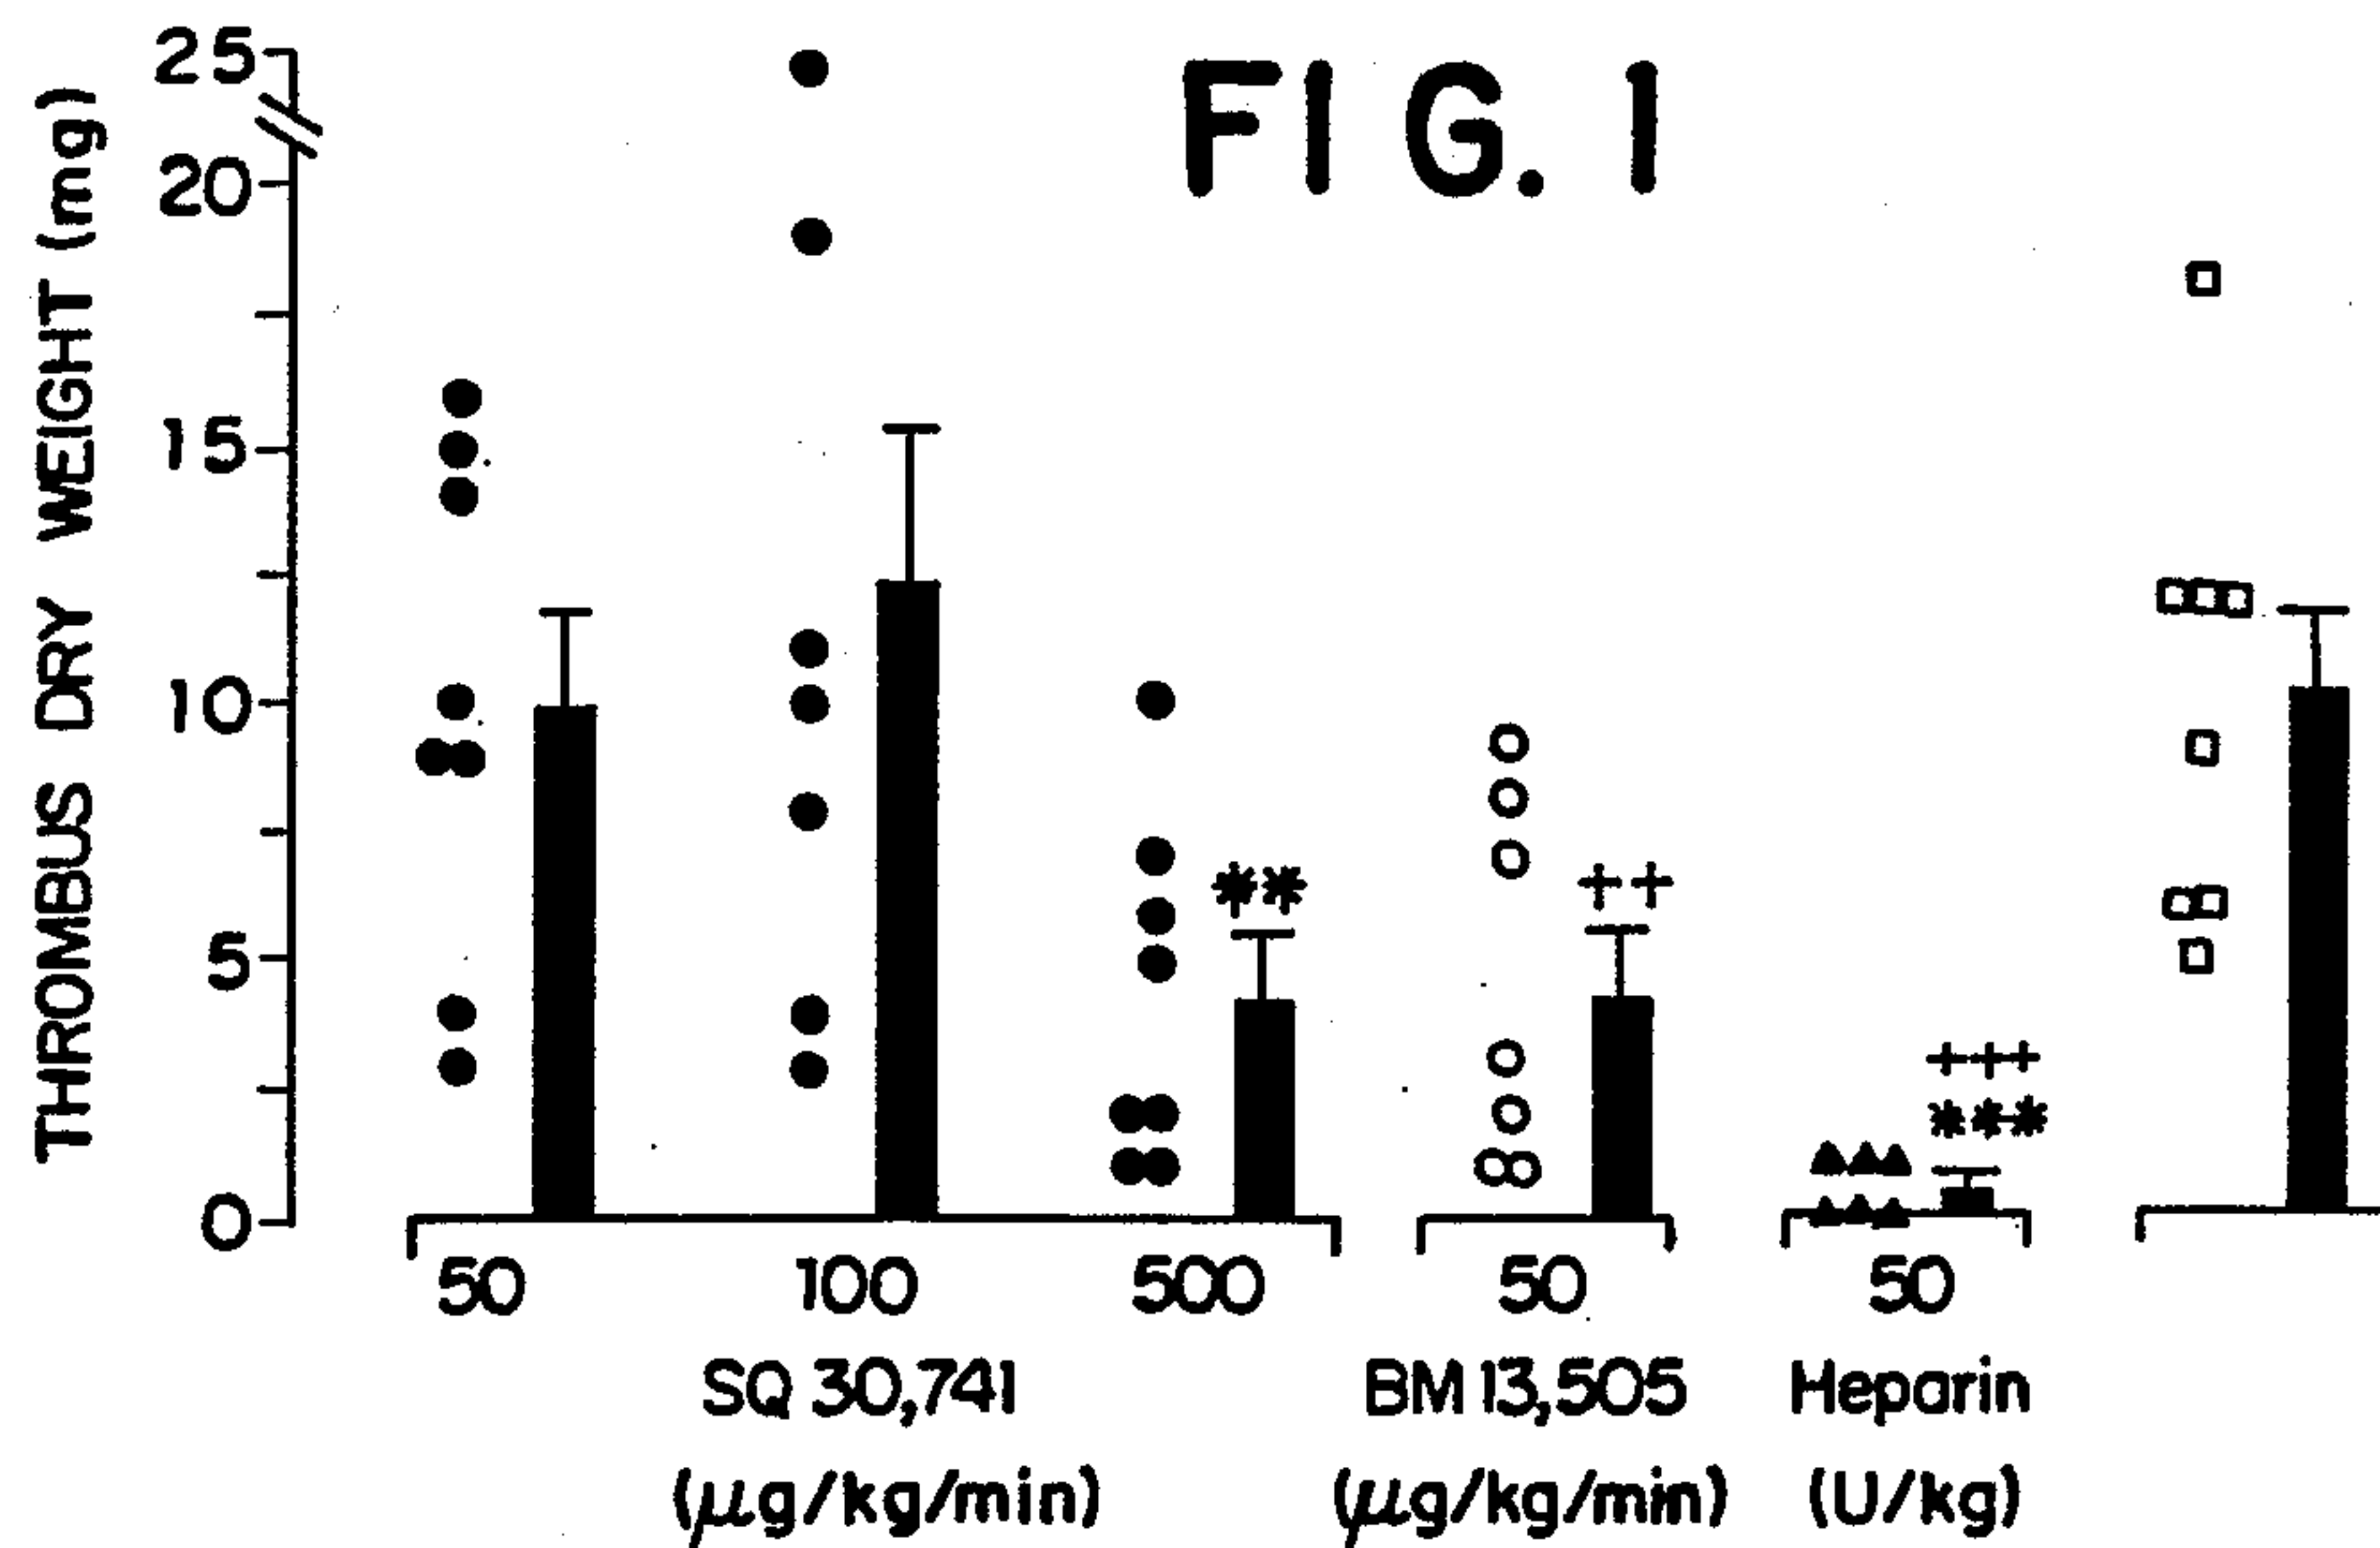 FIG. 1
THROMBUS DRY WEIGHT (mg)
25
20
15
10
5
0
**
++
+++
***
50 100 500 50 50
SQ 30,741 BM 13,505 Heparin
(μg/kg/min) (μg/kg/min) (U/kg)